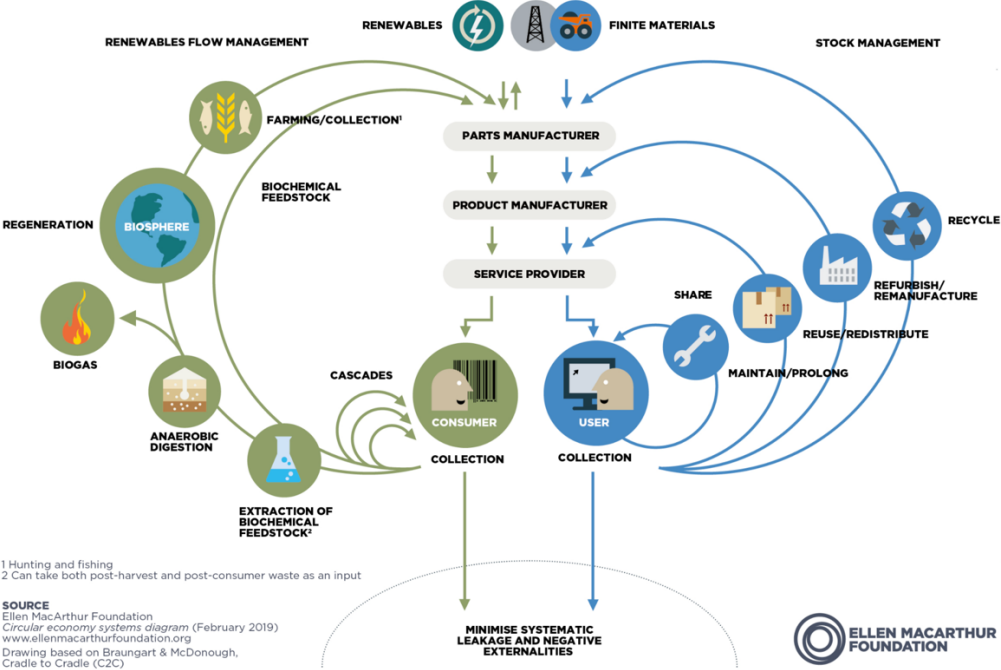 RENEWABLES
FINITE MATERIALS
RENEWABLES FLOW MANAGEMENT
STOCK MANAGEMENT
FARMING/COLLECTION¹
PARTS MANUFACTURER
BIOCHEMICAL
FEEDSTOCK
PRODUCT MANUFACTURER
REGENERATION
BIOSPHERE
RECYCLE
SERVICE PROVIDER
REFURBISH/
REMANUFACTURE
SHARE
REUSE/REDISTRIBUTE
BIOGAS
CASCADES
MAINTAIN/PROLONG
CONSUMER
USER
ANAEROBIC
DIGESTION
COLLECTION
COLLECTION
EXTRACTION OF
BIOCHEMICAL
FEEDSTOCK²
1 Hunting and fishing
2 Can take both post-harvest and post-consumer waste as an input
SOURCE
Ellen MacArthur Foundation
Circular economy systems diagram (February 2019)
www.ellenmacarthurfoundation.org
Drawing based on Braungart & McDonough,
Cradle to Cradle (C2C)
MINIMISE SYSTEMATIC
LEAKAGE AND NEGATIVE
EXTERNALITIES
ELLEN MACARTHUR
FOUNDATION